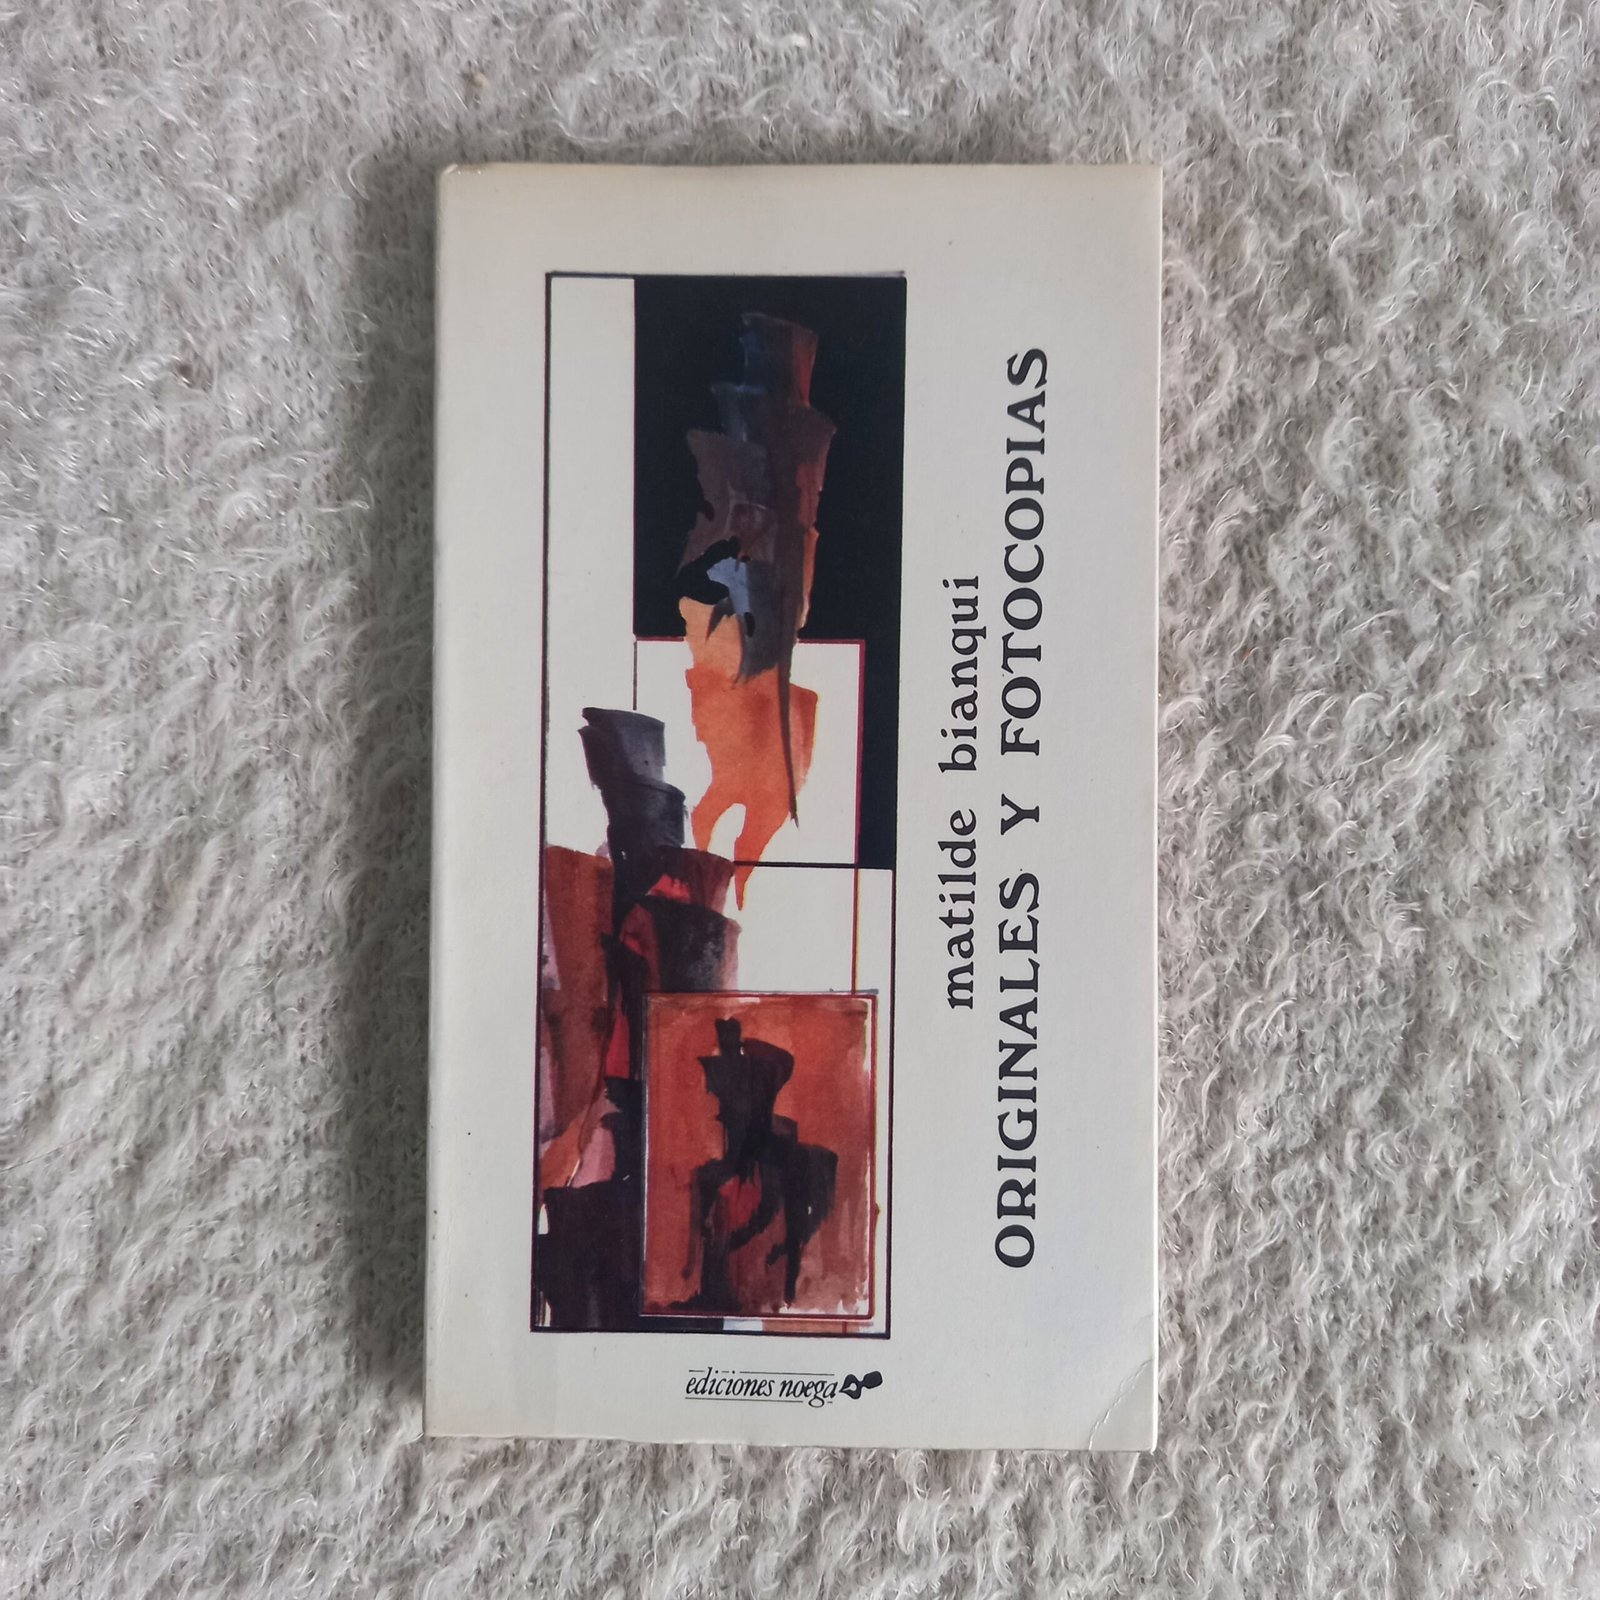 matilde bianqui
ORIGINALES Y FOTOCOPIAS
ediciones noega